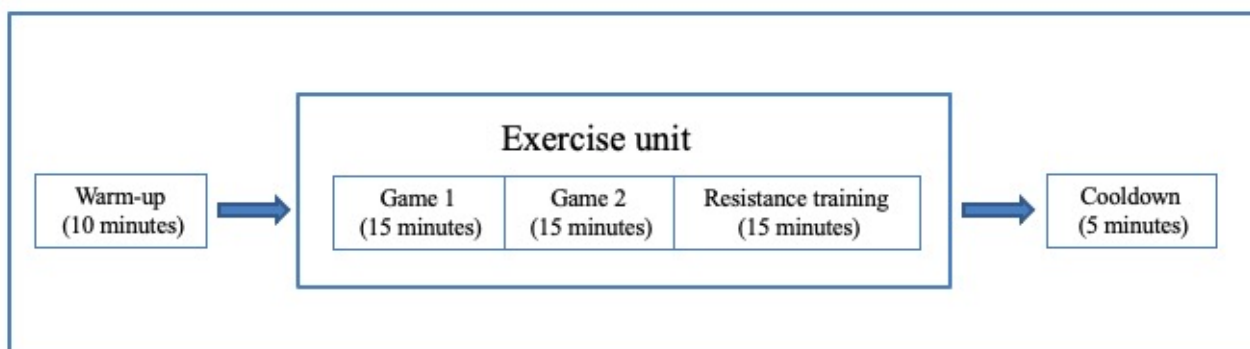 Exercise unit
Warm-up
(10 minutes)
Game 1
(15 minutes)
Game 2
(15 minutes)
Resistance training
(15 minutes)
Cooldown
(5 minutes)